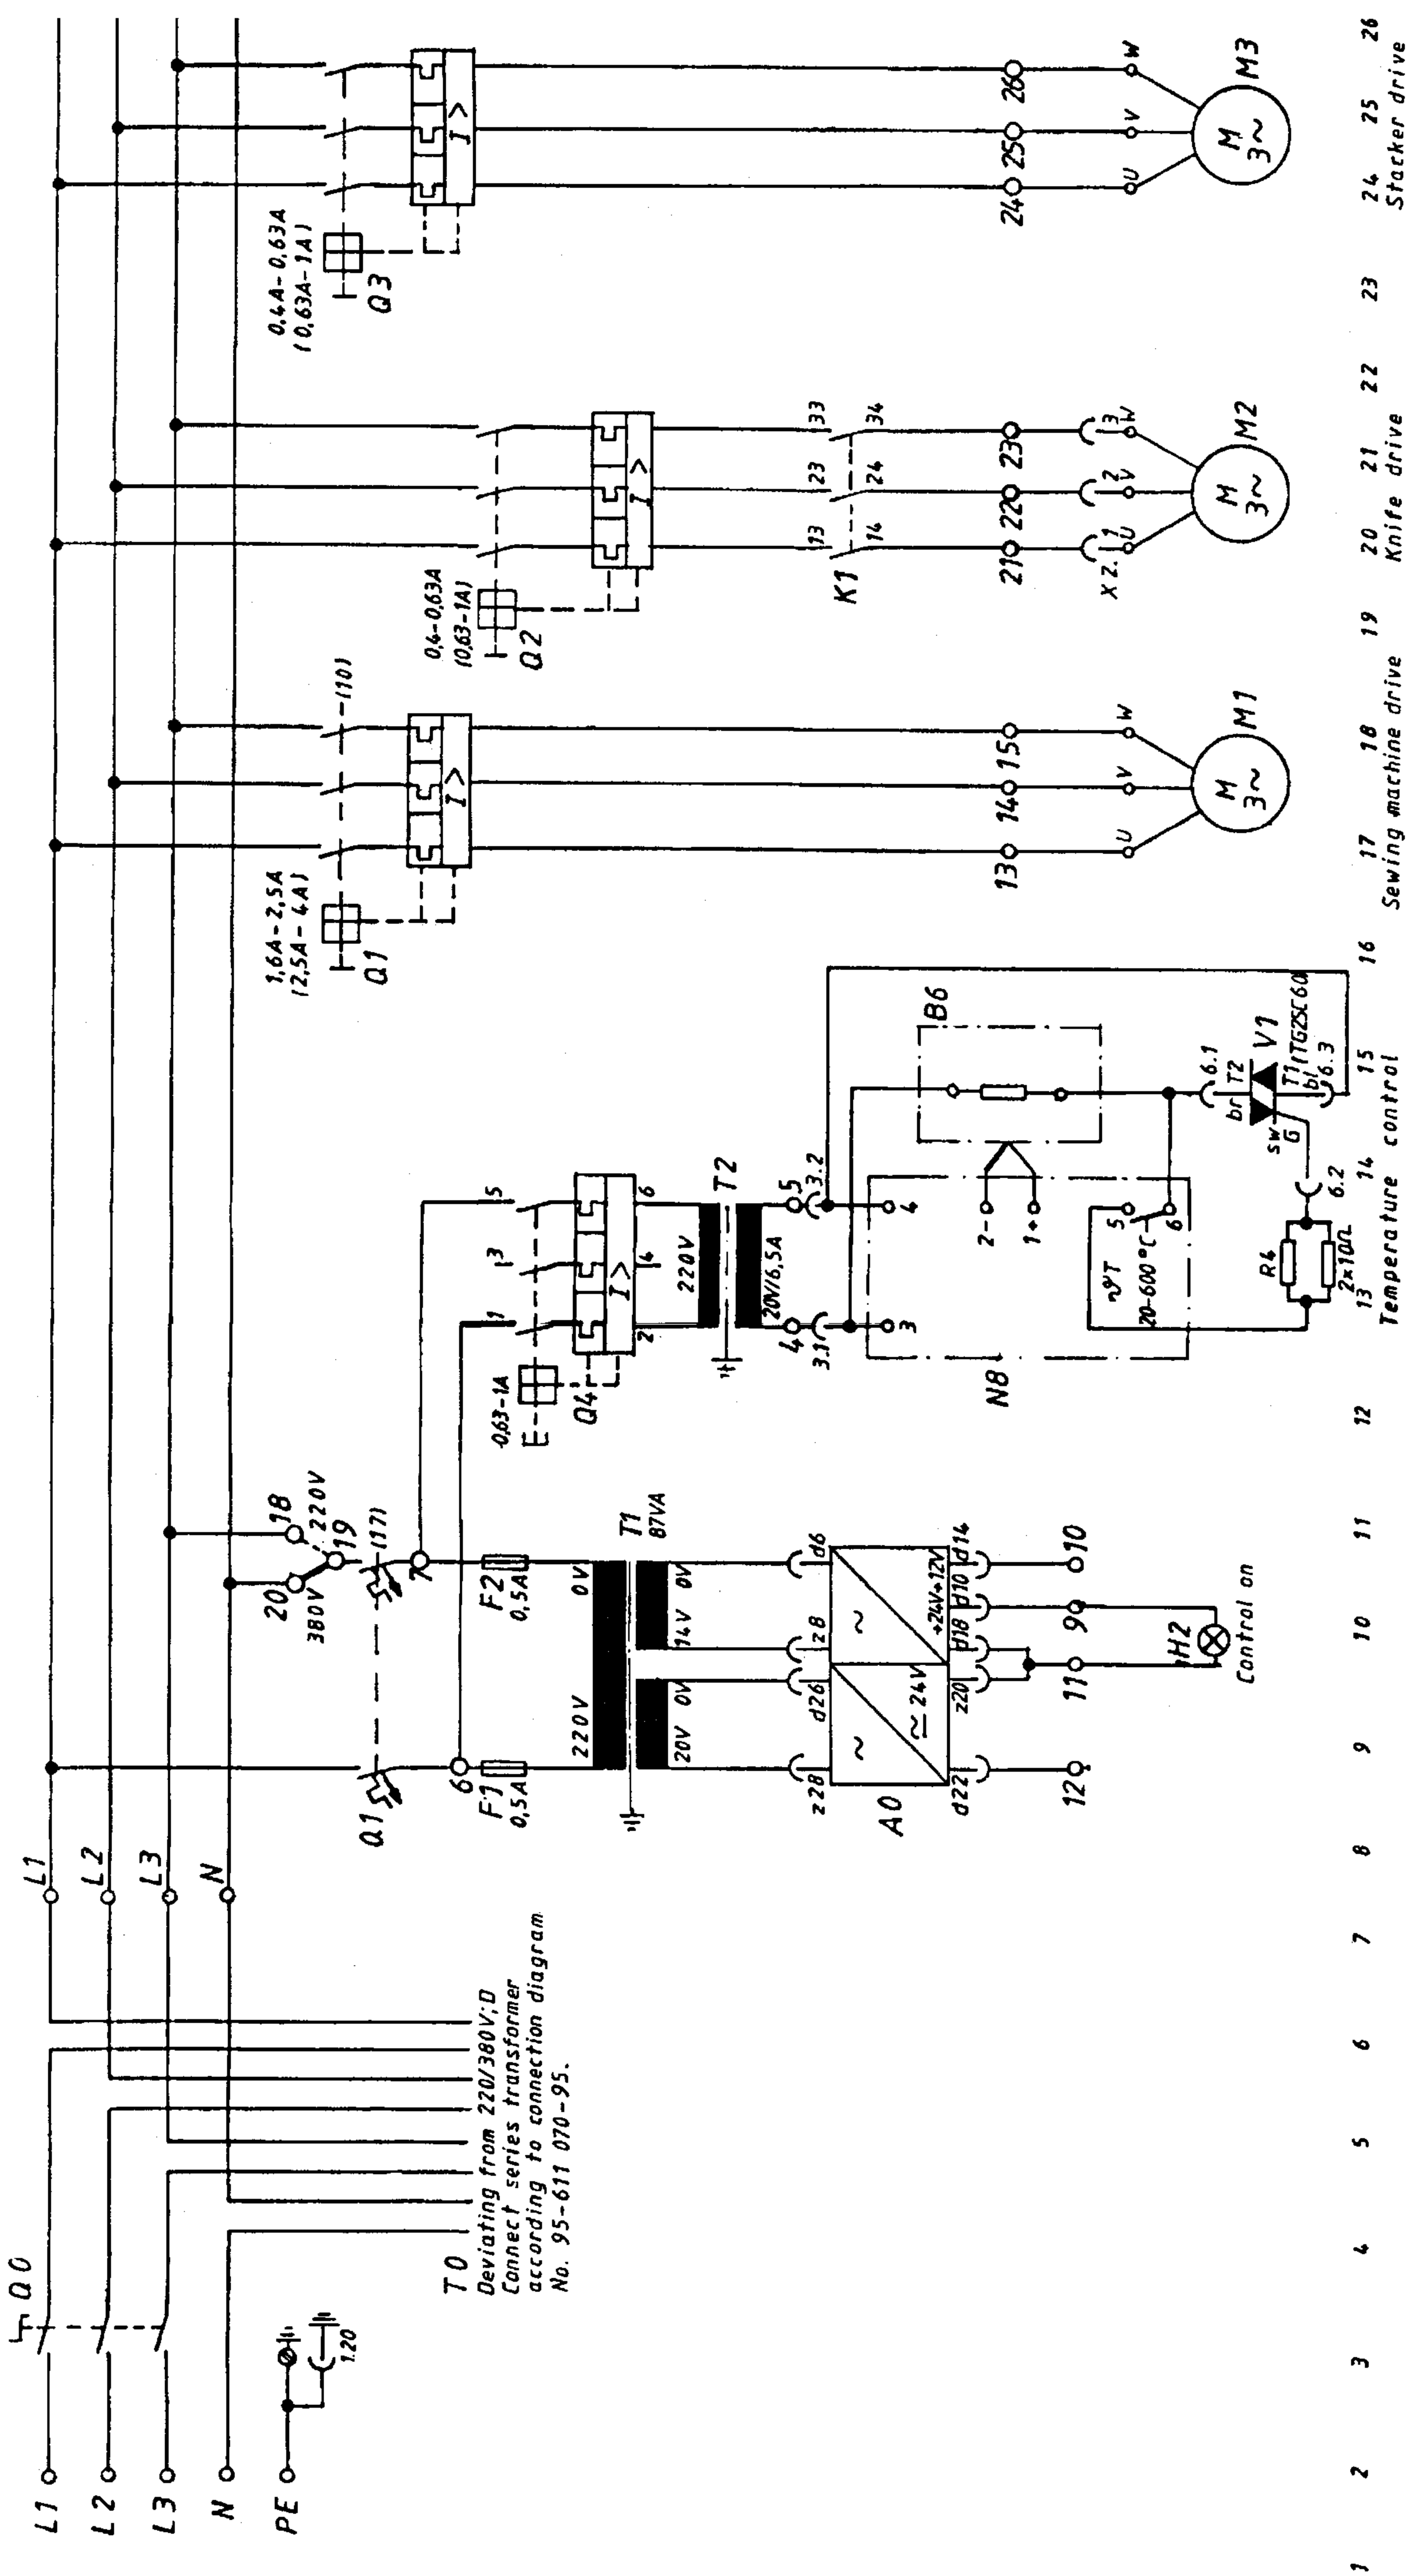 L1
L2
L3
N
PE
Q0
1.20
T0
Deviating from 220/380V;D
Connect series transformer
according to connection diagram
No. 95-611 070-95.
L1
L2
L3
N
Q1
(17)
20
18
380V
220V
19
6
7
F1
0,5A
F2
0,5A
220V
0V
T1
87VA
20V
0V
14V
0V
z28
d26
z8
d6
A0
~
~
≃ 24V
+24V+12V
d22
z20
d18
d10
d14
12
11
9
10
H2
Control on
0,63-1A
Q4
1
3
5
I>
2
4
6
220V
T2
20V/6,5A
4
5
3.1
3.2
3
4
N8
2-
1+
B6
ϑT
20-600°C
5
6
R4
2x10Ω
6.2
6.1
br
T2
sw
G
V1
T1
(TG25C60)
bl
6.3
1,6A-2,5A
(2,5A-4A)
Q1
(10)
I>
13
14
15
U
V
W
M
3~
M1
0,4-0,63A
(0,63-1A)
Q2
I>
K1
13
23
33
14
24
34
21
22
23
X2.
1
2
3
U
V
W
M
3~
M2
0,4A-0,63A
(0,63A-1A)
Q3
I>
24
25
26
U
V
W
M
3~
M3
1
2
3
4
5
6
7
8
9
10
11
12
13
14
15
16
17
18
19
20
21
22
23
24
25
26
Temperature control
Sewing machine drive
Knife drive
Stacker drive